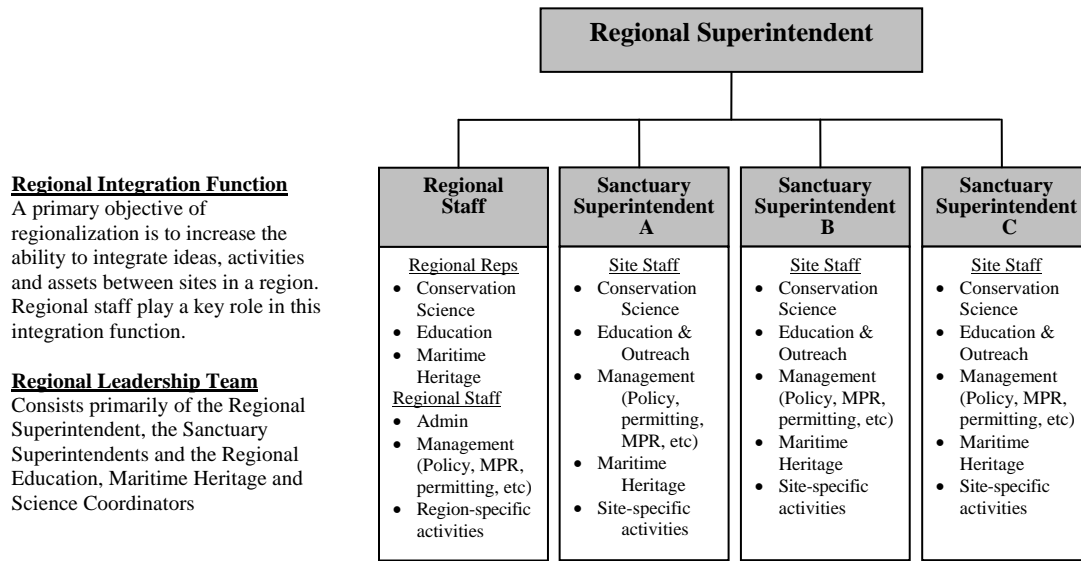 Regional Superintendent
Regional Integration Function
A primary objective of
regionalization is to increase the
ability to integrate ideas, activities
and assets between sites in a region.
Regional staff play a key role in this
integration function.
Regional Leadership Team
Consists primarily of the Regional
Superintendent, the Sanctuary
Superintendents and the Regional
Education, Maritime Heritage and
Science Coordinators
Regional
Staff
Regional Reps
• Conservation
Science
• Education
• Maritime
Heritage
Regional Staff
• Admin
• Management
(Policy, MPR,
permitting, etc)
• Region-specific
activities
Sanctuary
Superintendent
A
Site Staff
• Conservation
Science
• Education &
Outreach
• Management
(Policy,
permitting,
MPR, etc)
• Maritime
Heritage
• Site-specific
activities
Sanctuary
Superintendent
B
Site Staff
• Conservation
Science
• Education &
Outreach
• Management
(Policy, MPR,
permitting, etc)
• Maritime
Heritage
• Site-specific
activities
Sanctuary
Superintendent
C
Site Staff
• Conservation
Science
• Education &
Outreach
• Management
(Policy, MPR,
permitting, etc)
• Maritime
Heritage
• Site-specific
activities